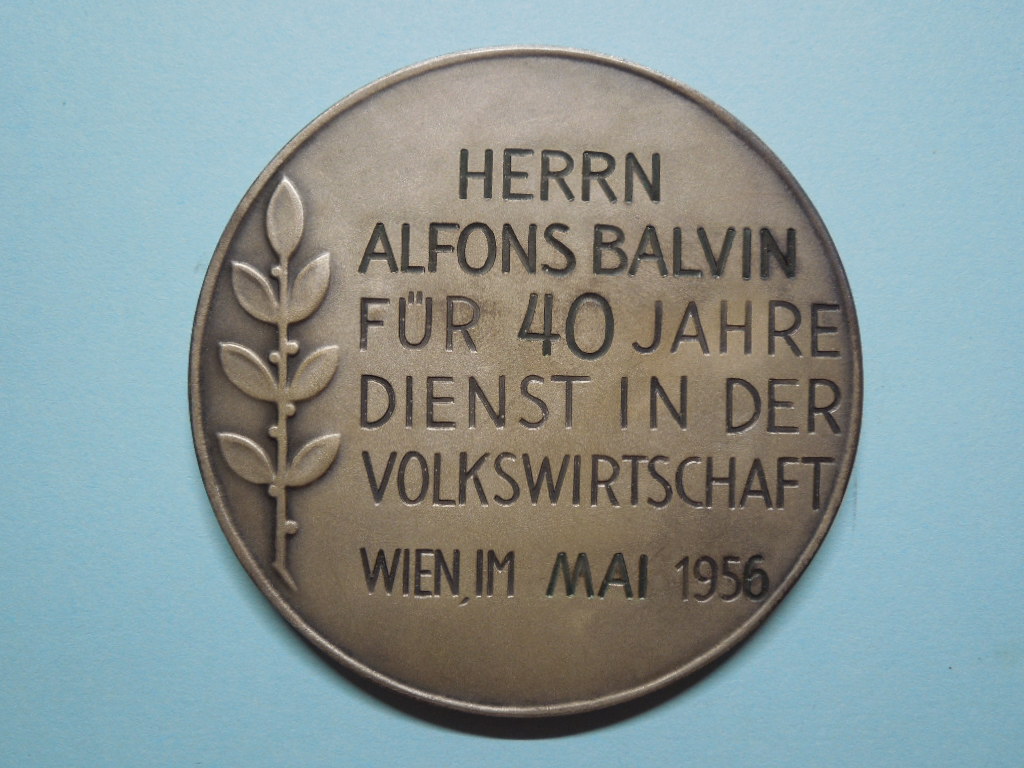 HERRN
ALFONS BALVIN
FÜR 40 JAHRE
DIENST IN DER
VOLKSWIRTSCHAFT
WIEN, IM MAI 1956